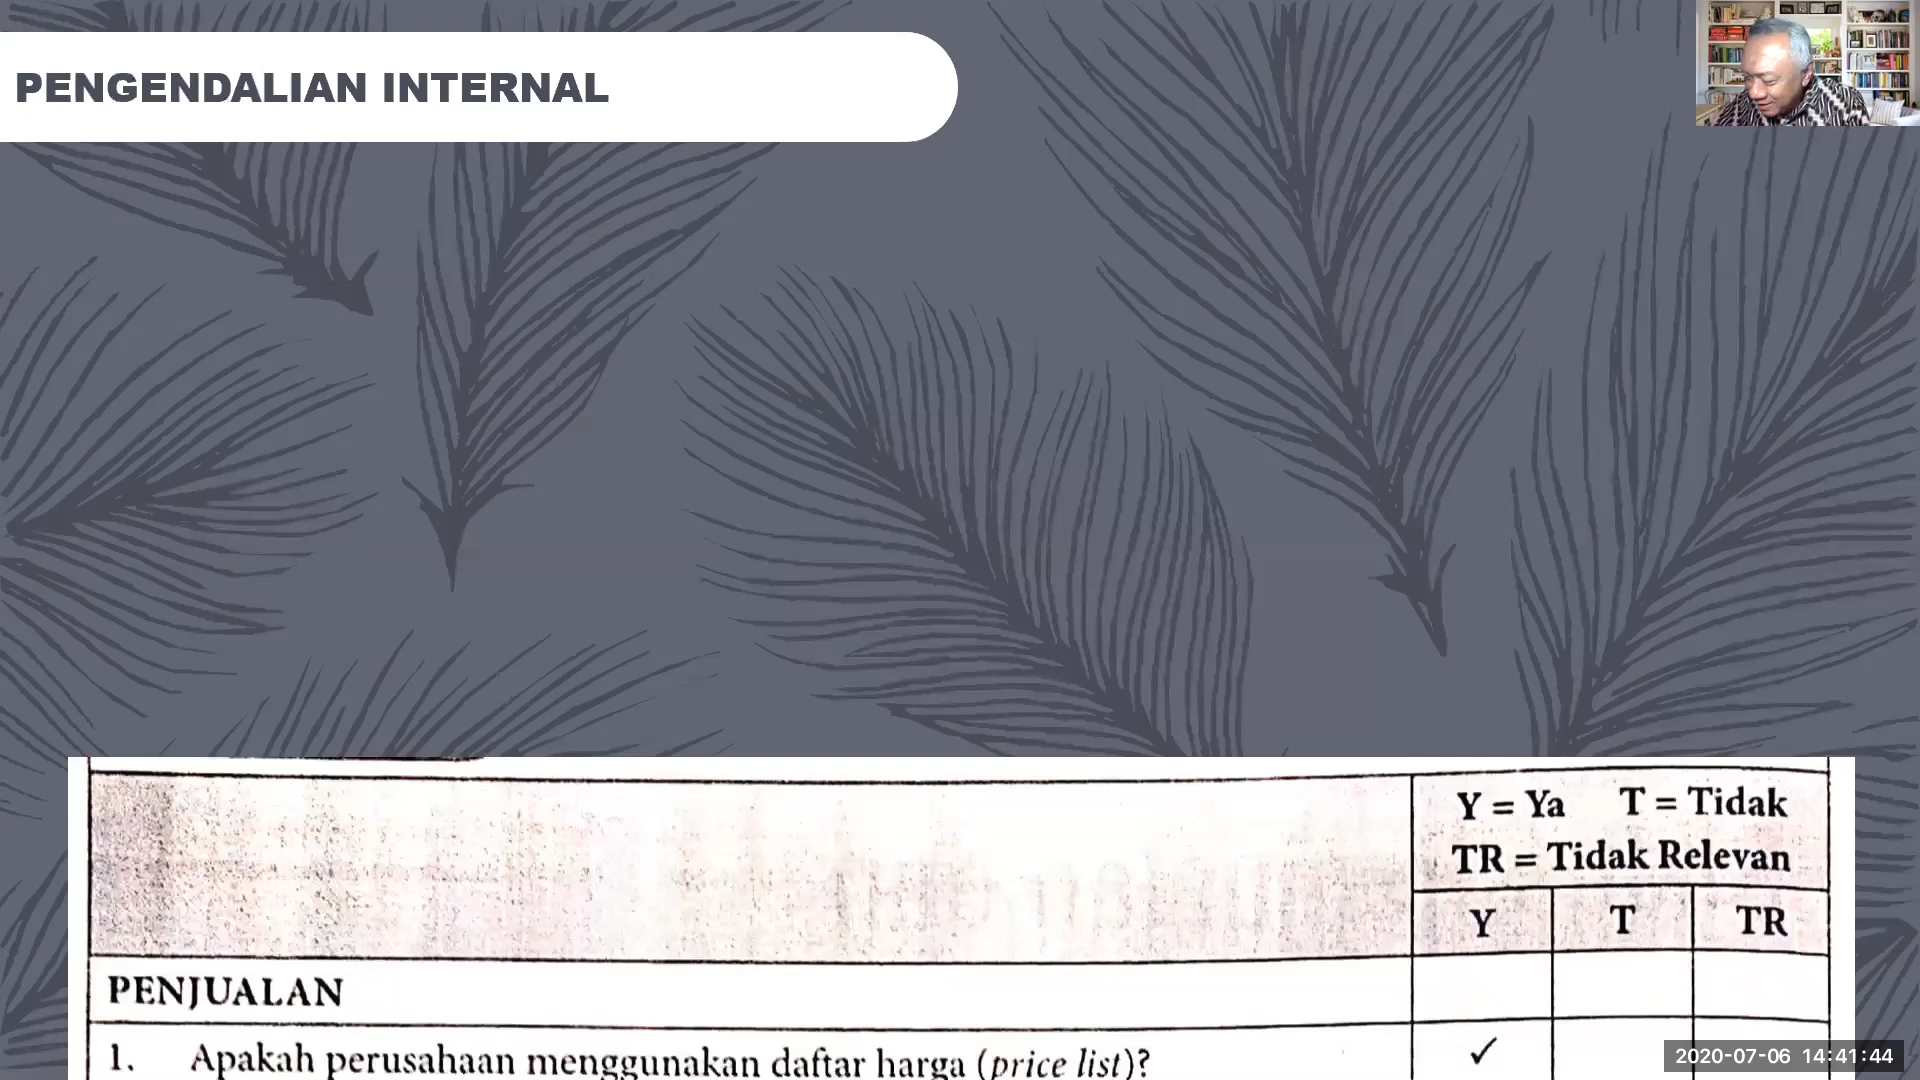 PENGENDALIAN INTERNAL
Y = Ya T = Tidak
TR = Tidak Relevan
Y T TR
PENJUALAN
1. Apakah perusahaan menggunakan daftar harga (price list)? ✓
2020-07-06 14:41:44